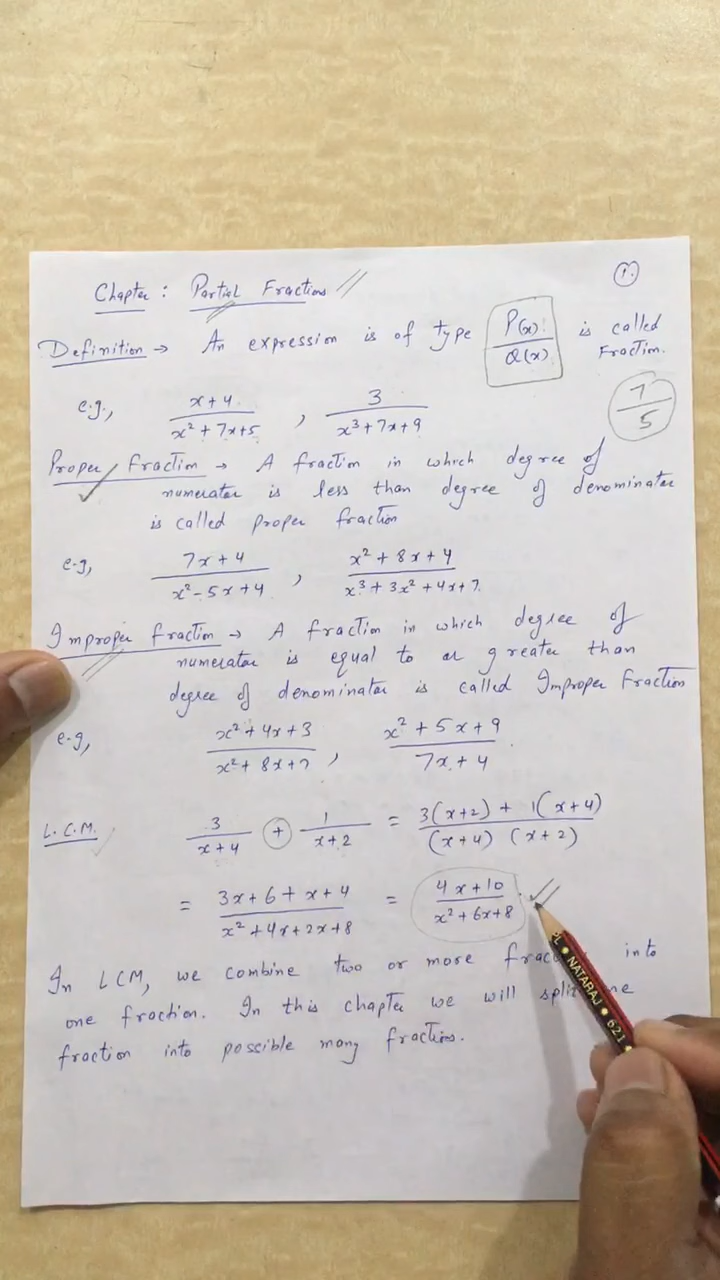 1.
Chapter: Partial Fractions
Definition → An expression is of type P(x)/Q(x) is called
Fraction.
e.g., x+4/x²+7x+5 , 3/x³+7x+9
7/5
Proper Fraction → A fraction in which degree of
numerator is less than degree of denominator
is called proper fraction
e.g, 7x+4/x²-5x+4 , x²+8x+4/x³+3x²+4x+7
Improper fraction → A fraction in which degree of
numerator is equal to or greater than
degree of denominator is called Improper Fraction
e.g, x²+4x+3/x²+8x+7 , x²+5x+9/7x+4
L.C.M. 3/x+4 + 1/x+2 = 3(x+2) + 1(x+4)/(x+4) (x+2)
= 3x+6+x+4/x²+4x+2x+8 = 4x+10/x²+6x+8
In LCM, we combine two or more into
one fraction. In this chapter we will split
fraction into possible many fractions.
NATARAJ 621